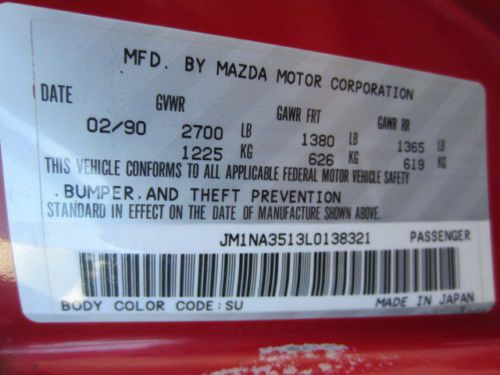 MFD. BY MAZDA MOTOR CORPORATION
DATE GVWR GAWR FRT GAWR RR
02/90 2700 LB 1380 LB 1365 LB
1225 KG 626 KG 619 KG
THIS VEHICLE CONFORMS TO ALL APPLICABLE FEDERAL MOTOR VEHICLE SAFETY
.BUMPER.AND THEFT PREVENTION
STANDARD IN EFFECT ON THE DATE OF MANUFACTURE SHOWN ABOVE.
JM1NA3513L0138321 PASSENGER
BODY COLOR CODE:SU MADE IN JAPAN